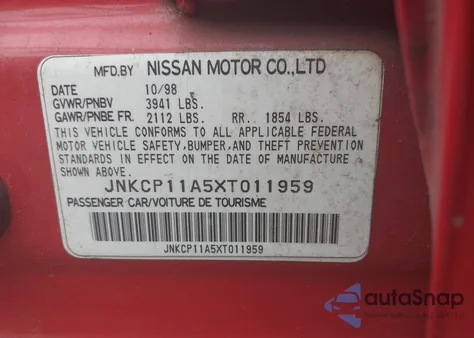 MFD.BY NISSAN MOTOR CO.,LTD
DATE 10/98
GVWR/PNBV 3941 LBS.
GAWR/PNBE FR. 2112 LBS. RR. 1854 LBS.
THIS VEHICLE CONFORMS TO ALL APPLICABLE FEDERAL
MOTOR VEHICLE SAFETY,BUMPER,AND THEFT PREVENTION
STANDARDS IN EFFECT ON THE DATE OF MANUFACTURE
SHOWN ABOVE.
JNKCP11A5XT011959
PASSENGER CAR/VOITURE DE TOURISME
JNKCP11A5XT011959
autoSnap